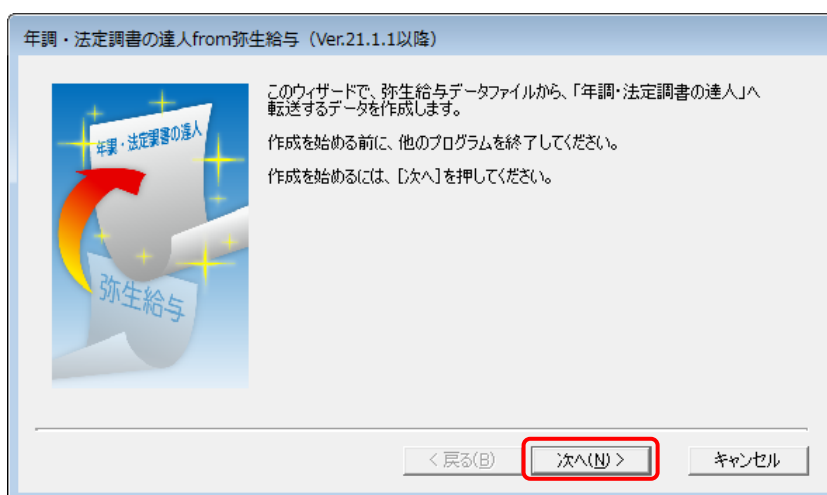 年調・法定調書の達人from弥生給与（Ver.21.1.1以降）
このウィザードで、弥生給与データファイルから、「年調・法定調書の達人」へ
転送するデータを作成します。
作成を始める前に、他のプログラムを終了してください。
作成を始めるには、[次へ]を押してください。
年調・法定調書の達人
弥生給与
< 戻る(B)
次へ(N) >
キャンセル